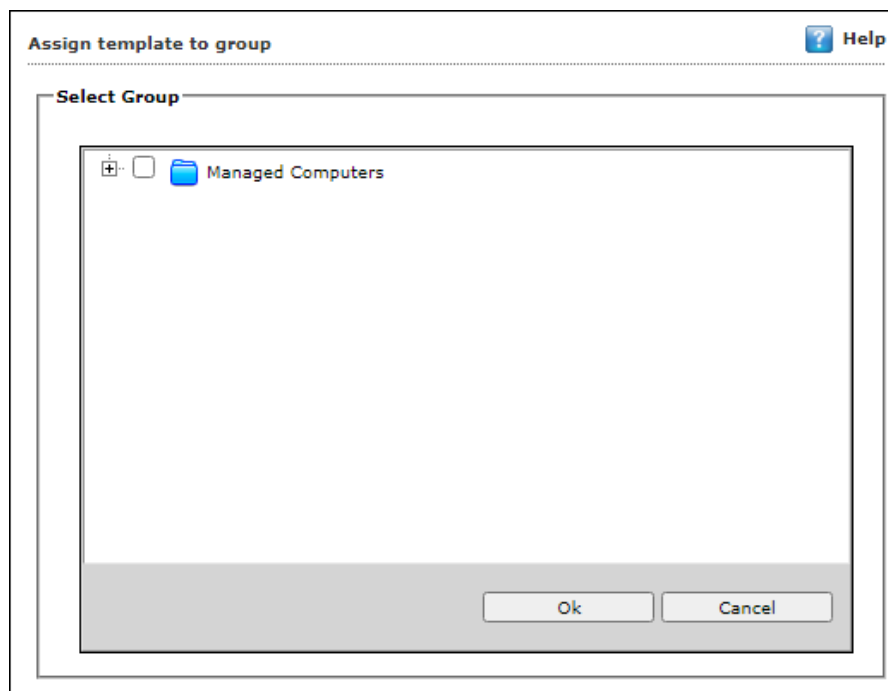 Assign template to group
? Help
Select Group
Managed Computers
Ok
Cancel